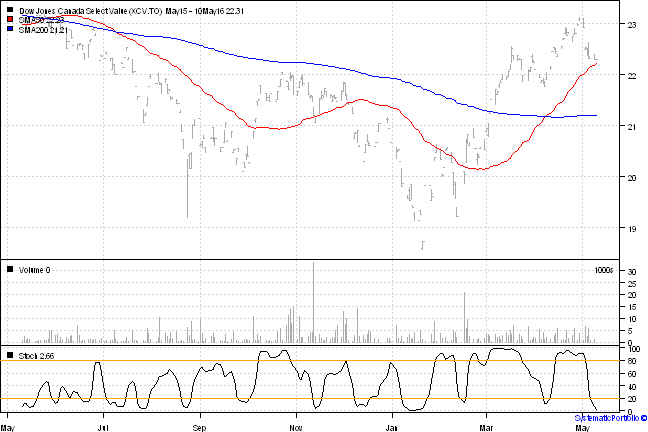 Dow Jones Canada Select Value (XCV.TO) May15 - 10May16 22.31
SMA50
SMA200 21.21
23
22
21
20
19
Volume 0
1000s
30
25
20
15
10
5
0
Stoch 2.66
100
80
60
40
20
0
May Jul Sep Nov Jan Mar May
SystematicPortfolio ©